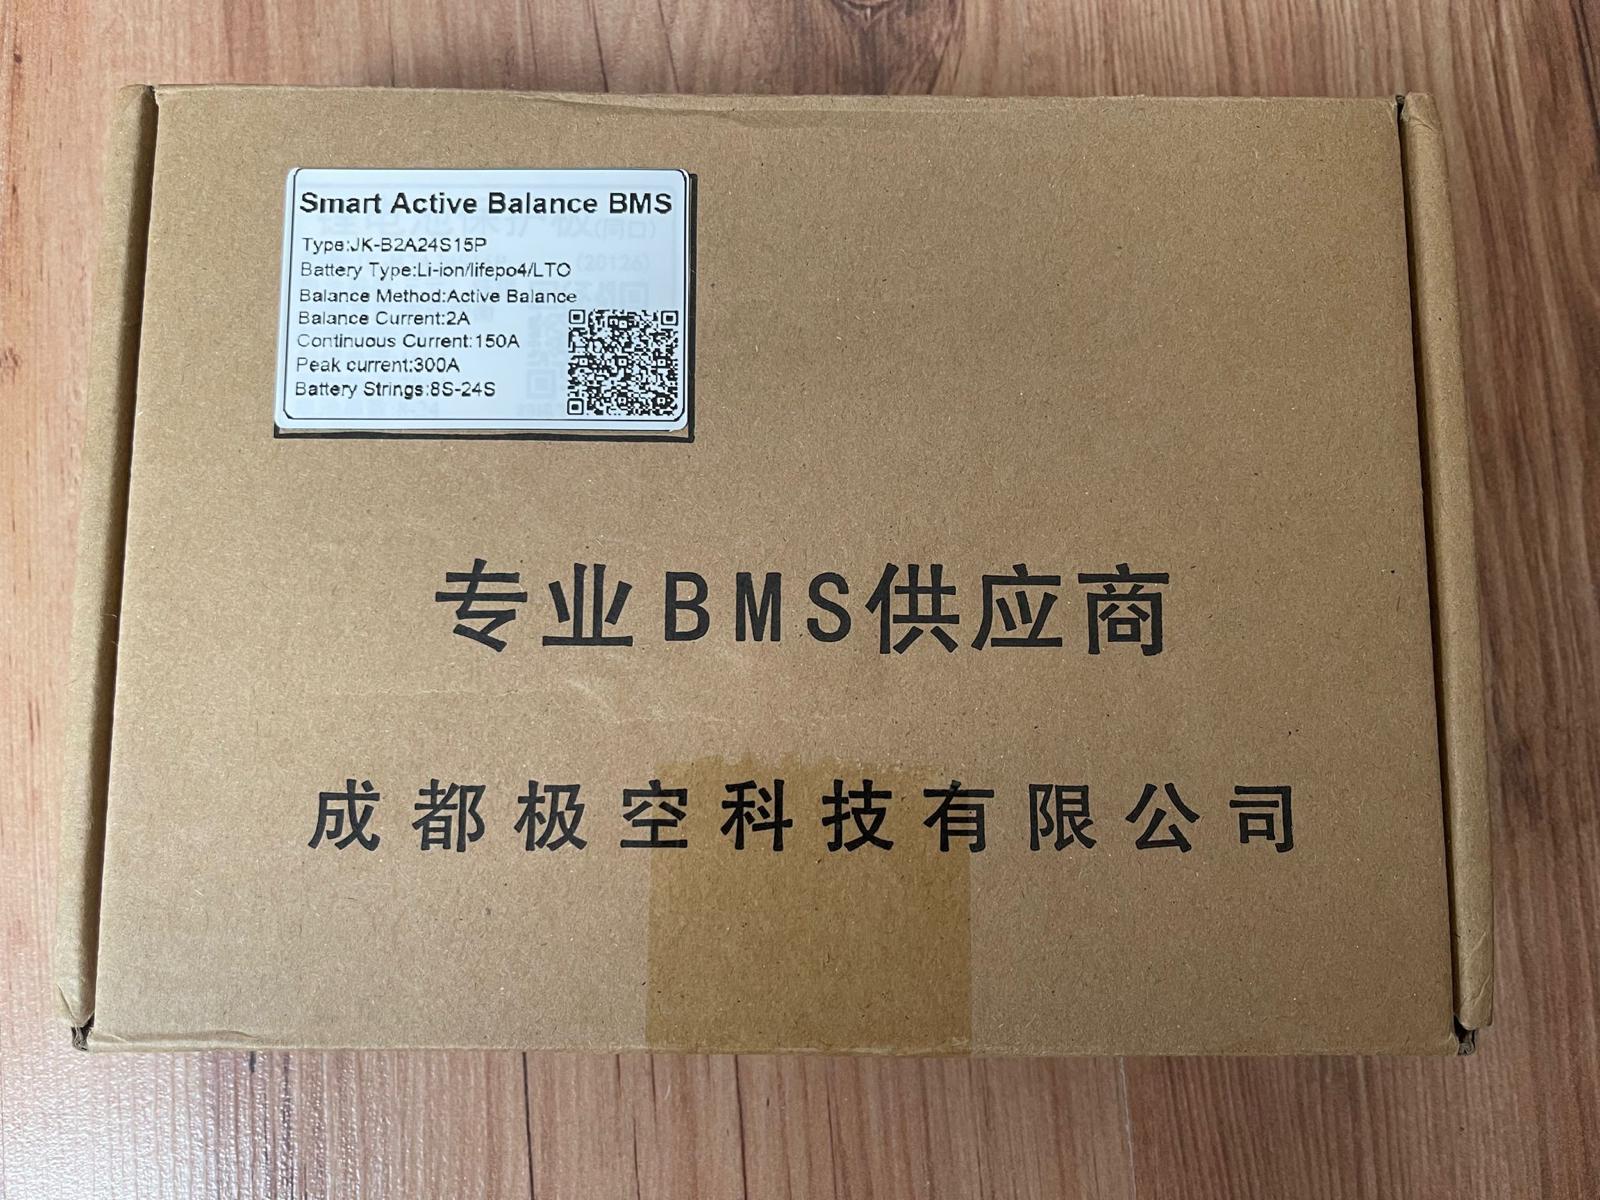 Smart Active Balance BMS
Type:JK-B2A24S15P
Battery Type:Li-ion/lifepo4/LTO
Balance Method:Active Balance
Balance Current:2A
Continuous Current:150A
Peak current:300A
Battery Strings:8S-24S
专业BMS供应商
成都极空科技有限公司